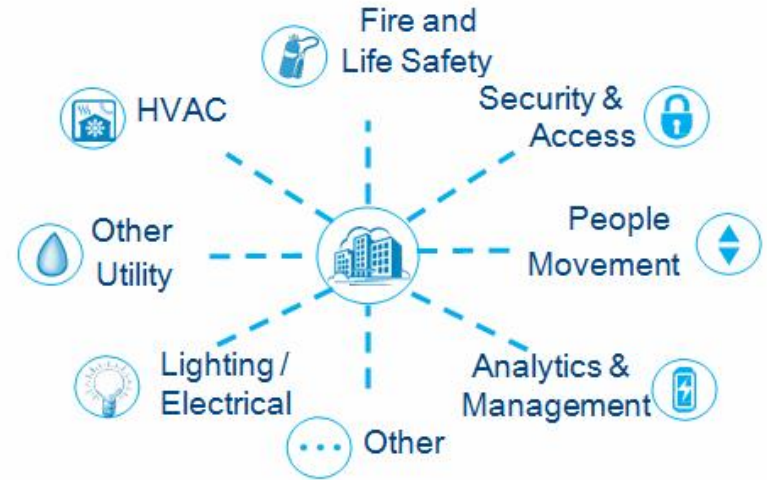 Fire and
Life Safety
HVAC
Security &
Access
Other
Utility
People
Movement
Lighting /
Electrical
Analytics &
Management
Other